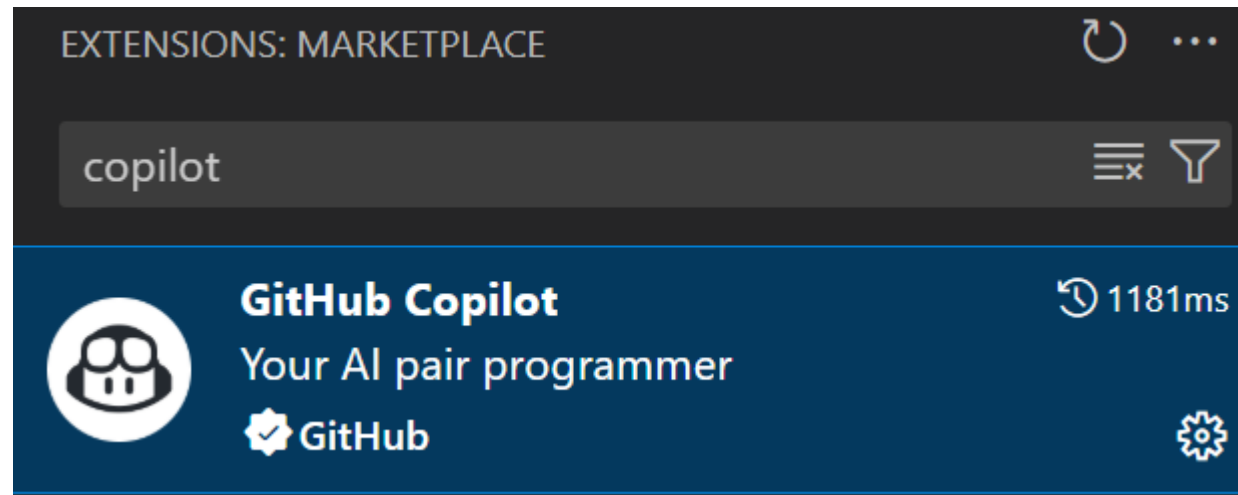 EXTENSIONS: MARKETPLACE
copilot
GitHub Copilot
1181ms
Your AI pair programmer
GitHub